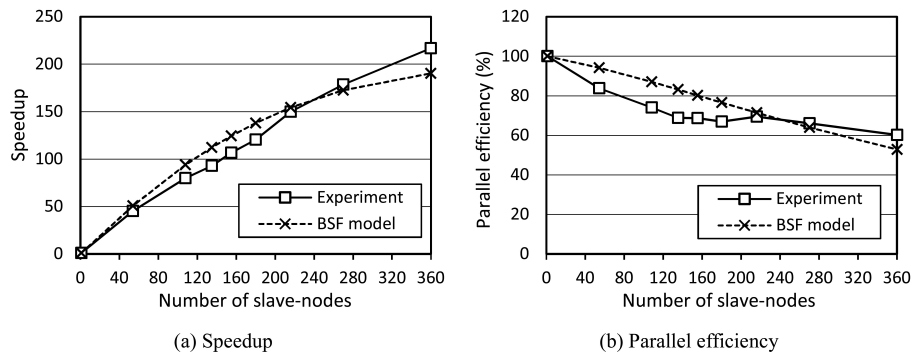 250
200
150
100
50
0
Speedup
0 40 80 120 160 200 240 280 320 360
Number of slave-nodes
Experiment
BSF model
(a) Speedup
120
100
80
60
40
20
0
Parallel efficiency (%)
0 40 80 120 160 200 240 280 320 360
Number of slave-nodes
Experiment
BSF model
(b) Parallel efficiency